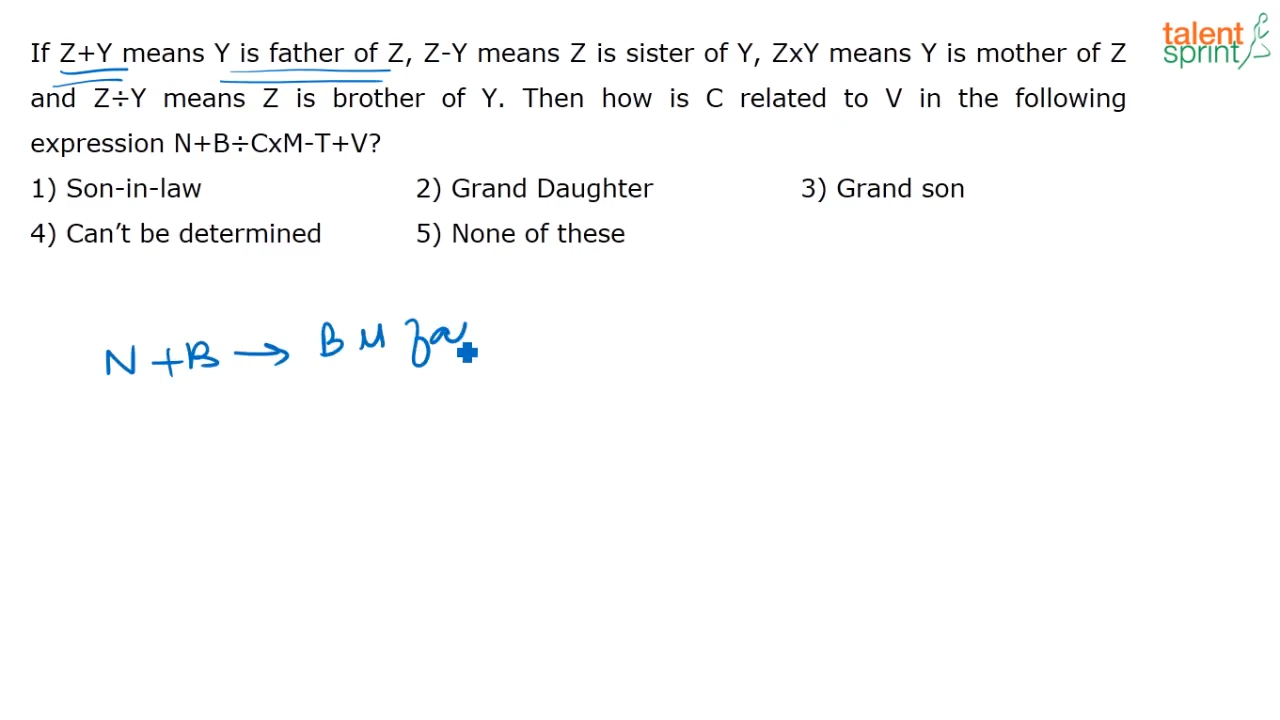 talent
sprint
If Z+Y means Y is father of Z, Z-Y means Z is sister of Y, ZxY means Y is mother of Z
and Z÷Y means Z is brother of Y. Then how is C related to V in the following
expression N+B÷CxM-T+V?
1) Son-in-law 2) Grand Daughter 3) Grand son
4) Can’t be determined 5) None of these
N +B → B